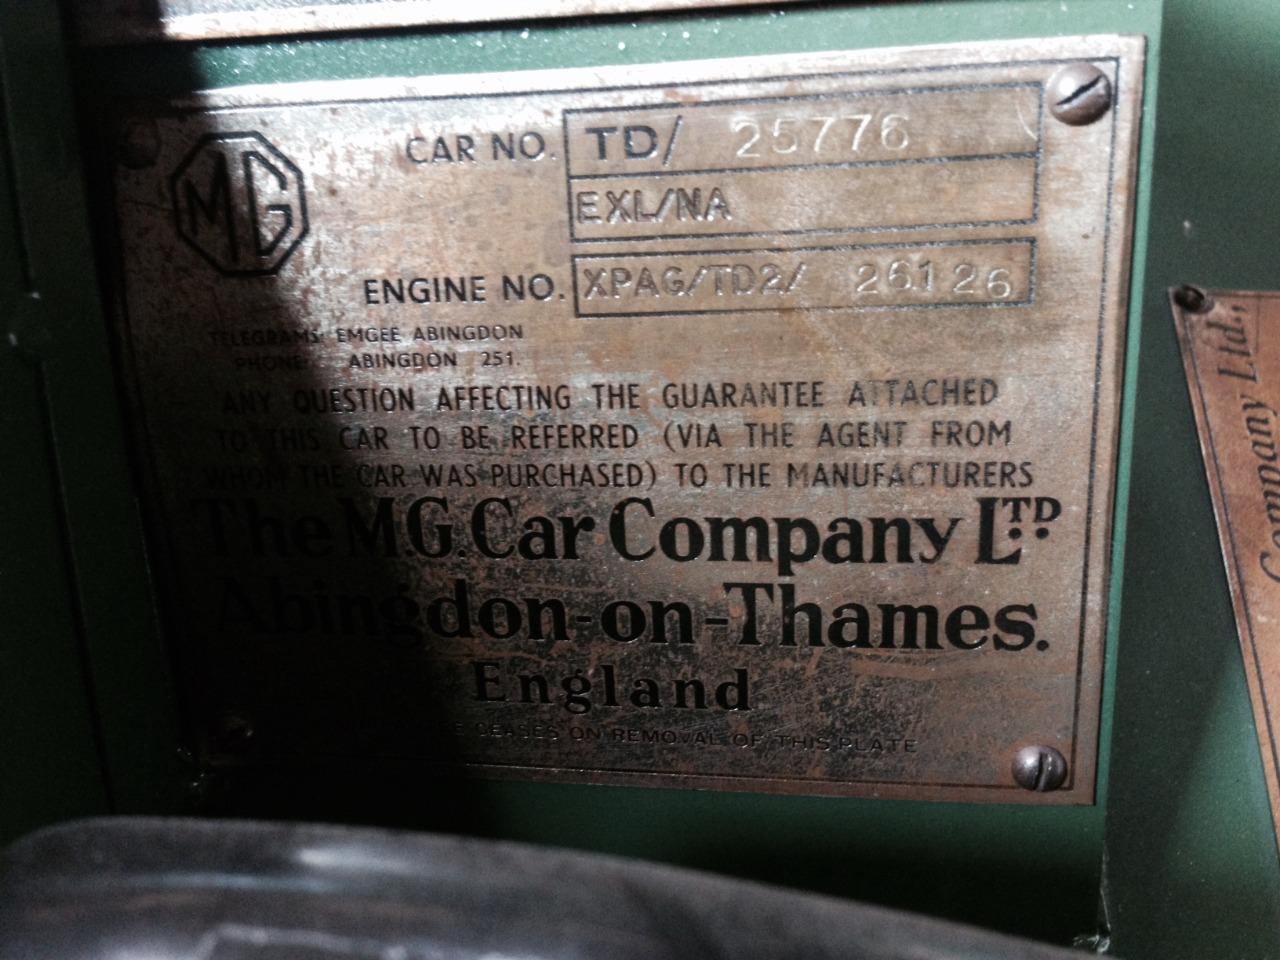 MG
CAR NO. TD/ 25776
EXL/NA
ENGINE NO. XPAG/TD2/ 26126
TELEGRAMS: EMGEE ABINGDON
PHONE: ABINGDON 251.
ANY QUESTION AFFECTING THE GUARANTEE ATTACHED
TO THIS CAR TO BE REFERRED (VIA THE AGENT FROM
WHOM THE CAR WAS PURCHASED) TO THE MANUFACTURERS
The M.G. Car Company LTD
Abingdon-on-Thames.
England
CEASES ON REMOVAL OF THIS PLATE
Company Ltd.,